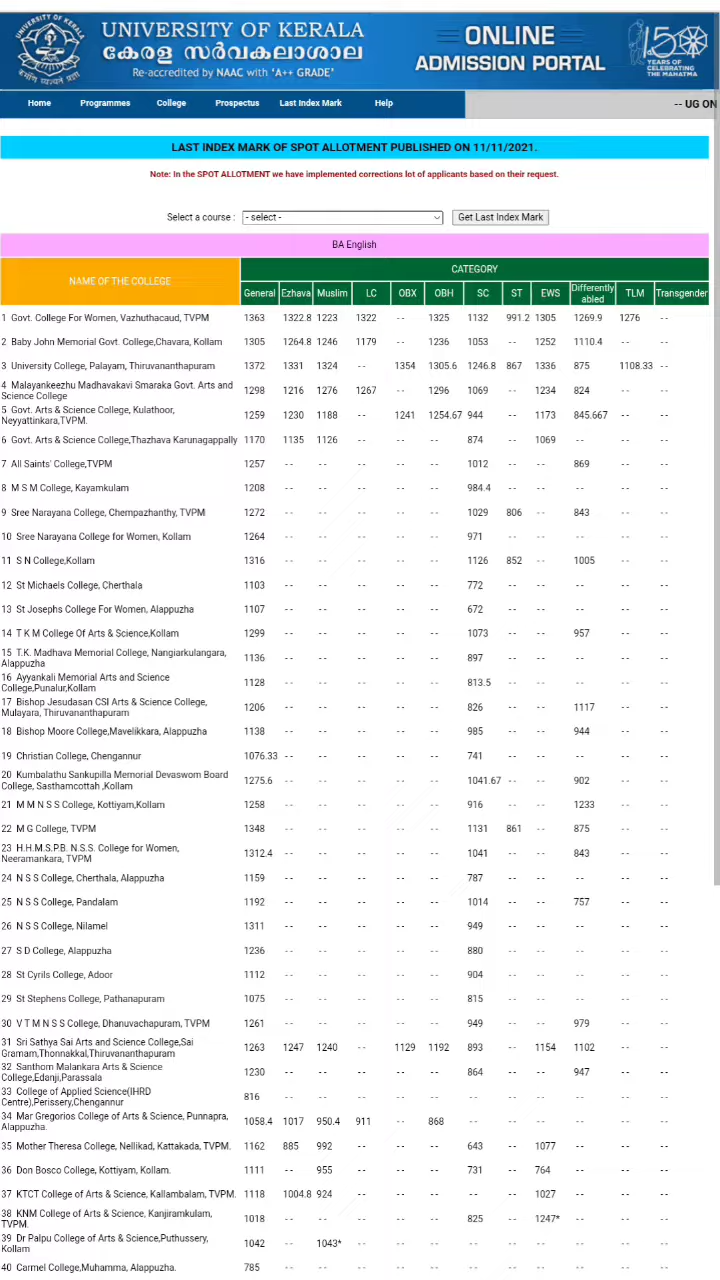 UNIVERSITY OF KERALA
കേരള സർവകലാശാല
Re-accredited by NAAC with 'A++ GRADE'
ONLINE
ADMISSION PORTAL
YEARS OF
CELEBRATING
THE MAHATMA
Home Programmes College Prospectus Last Index Mark Help
-- UG ON
LAST INDEX MARK OF SPOT ALLOTMENT PUBLISHED ON 11/11/2021.
Note: In the SPOT ALLOTMENT we have implemented corrections lot of applicants based on their request.
Select a course : - select - Get Last Index Mark
BA English
NAME OF THE COLLEGE CATEGORY
General Ezhava Muslim LC OBX OBH SC ST EWS Differently abled TLM Transgender
1 Govt. College For Women, Vazhuthacaud, TVPM 1363 1322.8 1223 1322 -- 1325 1132 991.2 1305 1269.9 1276 --
2 Baby John Memorial Govt. College,Chavara, Kollam 1305 1264.8 1246 1179 -- 1236 1053 -- 1252 1110.4 -- --
3 University College, Palayam, Thiruvananthapuram 1372 1331 1324 -- 1354 1305.6 1246.8 867 1336 875 1108.33 --
4 Malayankeezhu Madhavakavi Smaraka Govt. Arts and
Science College 1298 1216 1276 1267 -- 1296 1069 -- 1234 824 -- --
5 Govt. Arts & Science College, Kulathoor,
Neyyattinkara,TVPM. 1259 1230 1188 -- 1241 1254.67 944 -- 1173 845.667 -- --
6 Govt. Arts & Science College,Thazhava Karunagappally 1170 1135 1126 -- -- -- 874 -- 1069 -- -- --
7 All Saints' College,TVPM 1257 -- -- -- -- -- 1012 -- -- 869 -- --
8 M S M College, Kayamkulam 1208 -- -- -- -- -- 984.4 -- -- -- -- --
9 Sree Narayana College, Chempazhanthy, TVPM 1272 -- -- -- -- -- 1029 806 -- 843 -- --
10 Sree Narayana College for Women, Kollam 1264 -- -- -- -- -- 971 -- -- -- -- --
11 S N College,Kollam 1316 -- -- -- -- -- 1126 852 -- 1005 -- --
12 St Michaels College, Cherthala 1103 -- -- -- -- -- 772 -- -- -- -- --
13 St Josephs College For Women, Alappuzha 1107 -- -- -- -- -- 672 -- -- -- -- --
14 T K M College Of Arts & Science,Kollam 1299 -- -- -- -- -- 1073 -- -- 957 -- --
15 T.K. Madhava Memorial College, Nangiarkulangara,
Alappuzha 1136 -- -- -- -- -- 897 -- -- -- -- --
16 Ayyankali Memorial Arts and Science
College,Punalur,Kollam 1128 -- -- -- -- -- 813.5 -- -- -- -- --
17 Bishop Jesudasan CSI Arts & Science College,
Mulayara, Thiruvananthapuram 1206 -- -- -- -- -- 826 -- -- 1117 -- --
18 Bishop Moore College,Mavelikkara, Alappuzha 1138 -- -- -- -- -- 985 -- -- 944 -- --
19 Christian College, Chengannur 1076.33 -- -- -- -- -- 741 -- -- -- -- --
20 Kumbalathu Sankupilla Memorial Devaswom Board
College, Sasthamcottah ,Kollam 1275.6 -- -- -- -- -- 1041.67 -- -- 902 -- --
21 M M N S S College, Kottiyam,Kollam 1258 -- -- -- -- -- 916 -- -- 1233 -- --
22 M G College, TVPM 1348 -- -- -- -- -- 1131 861 -- 875 -- --
23 H.H.M.S.P.B. N.S.S. College for Women,
Neeramankara, TVPM 1312.4 -- -- -- -- -- 1041 -- -- 843 -- --
24 N S S College, Cherthala, Alappuzha 1159 -- -- -- -- -- 787 -- -- -- -- --
25 N S S College, Pandalam 1192 -- -- -- -- -- 1014 -- -- 757 -- --
26 N S S College, Nilamel 1311 -- -- -- -- -- 949 -- -- -- -- --
27 S D College, Alappuzha 1236 -- -- -- -- -- 880 -- -- -- -- --
28 St Cyrils College, Adoor 1112 -- -- -- -- -- 904 -- -- -- -- --
29 St Stephens College, Pathanapuram 1075 -- -- -- -- -- 815 -- -- -- -- --
30 V T M N S S College, Dhanuvachapuram, TVPM 1261 -- -- -- -- -- 949 -- -- 979 -- --
31 Sri Sathya Sai Arts and Science College,Sai
Gramam,Thonnakkal,Thiruvananthapuram 1263 1247 1240 -- 1129 1192 893 -- 1154 1102 -- --
32 Santhom Malankara Arts & Science
College,Edanji,Parassala 1230 -- -- -- -- -- 864 -- -- 947 -- --
33 College of Applied Science(IHRD
Centre),Perissery,Chengannur 816 -- -- -- -- -- -- -- -- -- -- --
34 Mar Gregorios College of Arts & Science, Punnapra,
Alappuzha. 1058.4 1017 950.4 911 -- 868 -- -- -- -- -- --
35 Mother Theresa College, Nellikad, Kattakada, TVPM. 1162 885 992 -- -- -- 643 -- 1077 -- -- --
36 Don Bosco College, Kottiyam, Kollam. 1111 -- 955 -- -- -- 731 -- 764 -- -- --
37 KTCT College of Arts & Science, Kallambalam, TVPM. 1118 1004.8 924 -- -- -- -- -- 1027 -- -- --
38 KNM College of Arts & Science, Kanjiramkulam,
TVPM. 1018 -- -- -- -- -- 825 -- 1247* -- -- --
39 Dr Palpu College of Arts & Science,Puthussery,
Kollam 1042 -- 1043* -- -- -- -- -- -- -- -- --
40 Carmel College,Muhamma, Alappuzha. 785 -- -- -- -- -- -- -- -- -- -- --